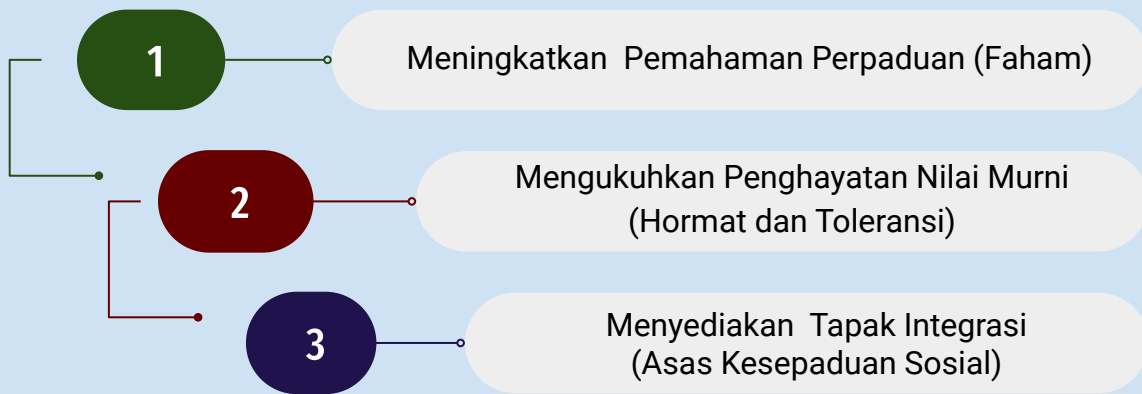 1
Meningkatkan Pemahaman Perpaduan (Faham)
2
Mengukuhkan Penghayatan Nilai Murni
(Hormat dan Toleransi)
3
Menyediakan Tapak Integrasi
(Asas Kesepaduan Sosial)